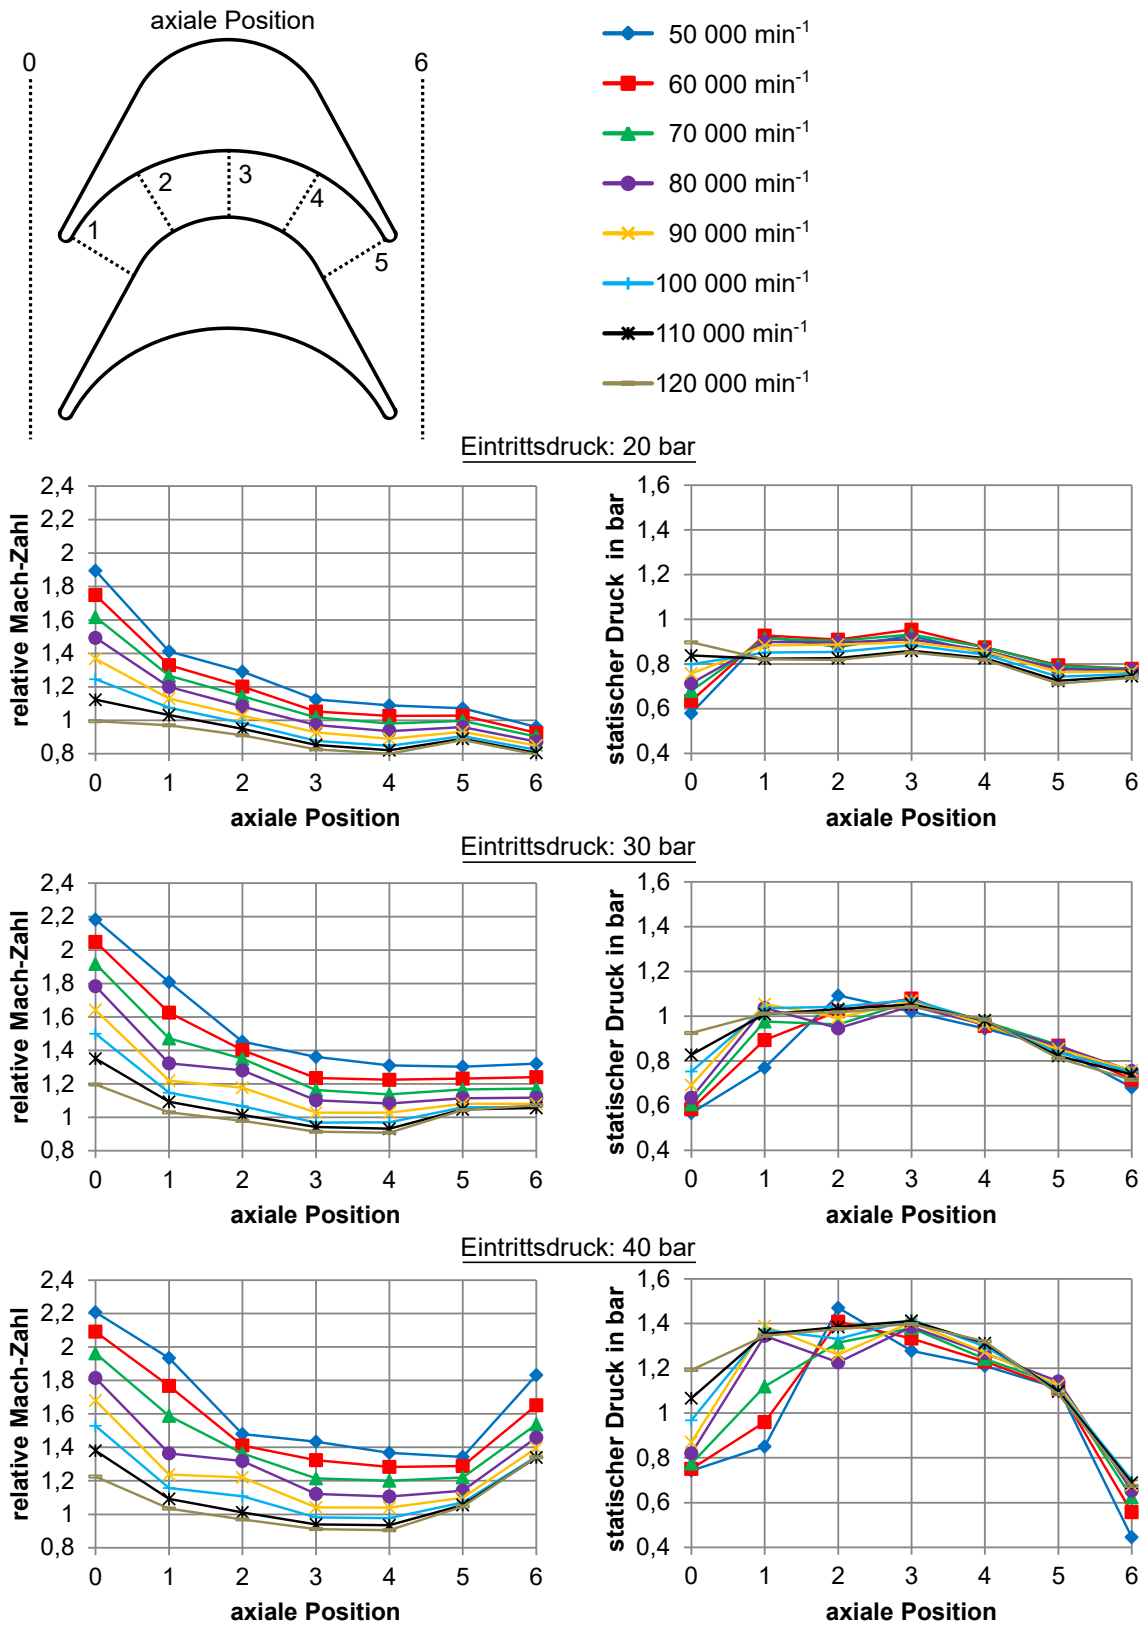 axiale Position
0
6
1
2
3
4
5
50 000 min-1
60 000 min-1
70 000 min-1
80 000 min-1
90 000 min-1
100 000 min-1
110 000 min-1
120 000 min-1
Eintrittsdruck: 20 bar
relative Mach-Zahl
2,4
2,2
2
1,8
1,6
1,4
1,2
1
0,8
0 1 2 3 4 5 6
axiale Position
statischer Druck in bar
1,6
1,4
1,2
1
0,8
0,6
0,4
0 1 2 3 4 5 6
axiale Position
Eintrittsdruck: 30 bar
relative Mach-Zahl
2,4
2,2
2
1,8
1,6
1,4
1,2
1
0,8
0 1 2 3 4 5 6
axiale Position
statischer Druck in bar
1,6
1,4
1,2
1
0,8
0,6
0,4
0 1 2 3 4 5 6
axiale Position
Eintrittsdruck: 40 bar
relative Mach-Zahl
2,4
2,2
2
1,8
1,6
1,4
1,2
1
0,8
0 1 2 3 4 5 6
axiale Position
statischer Druck in bar
1,6
1,4
1,2
1
0,8
0,6
0,4
0 1 2 3 4 5 6
axiale Position